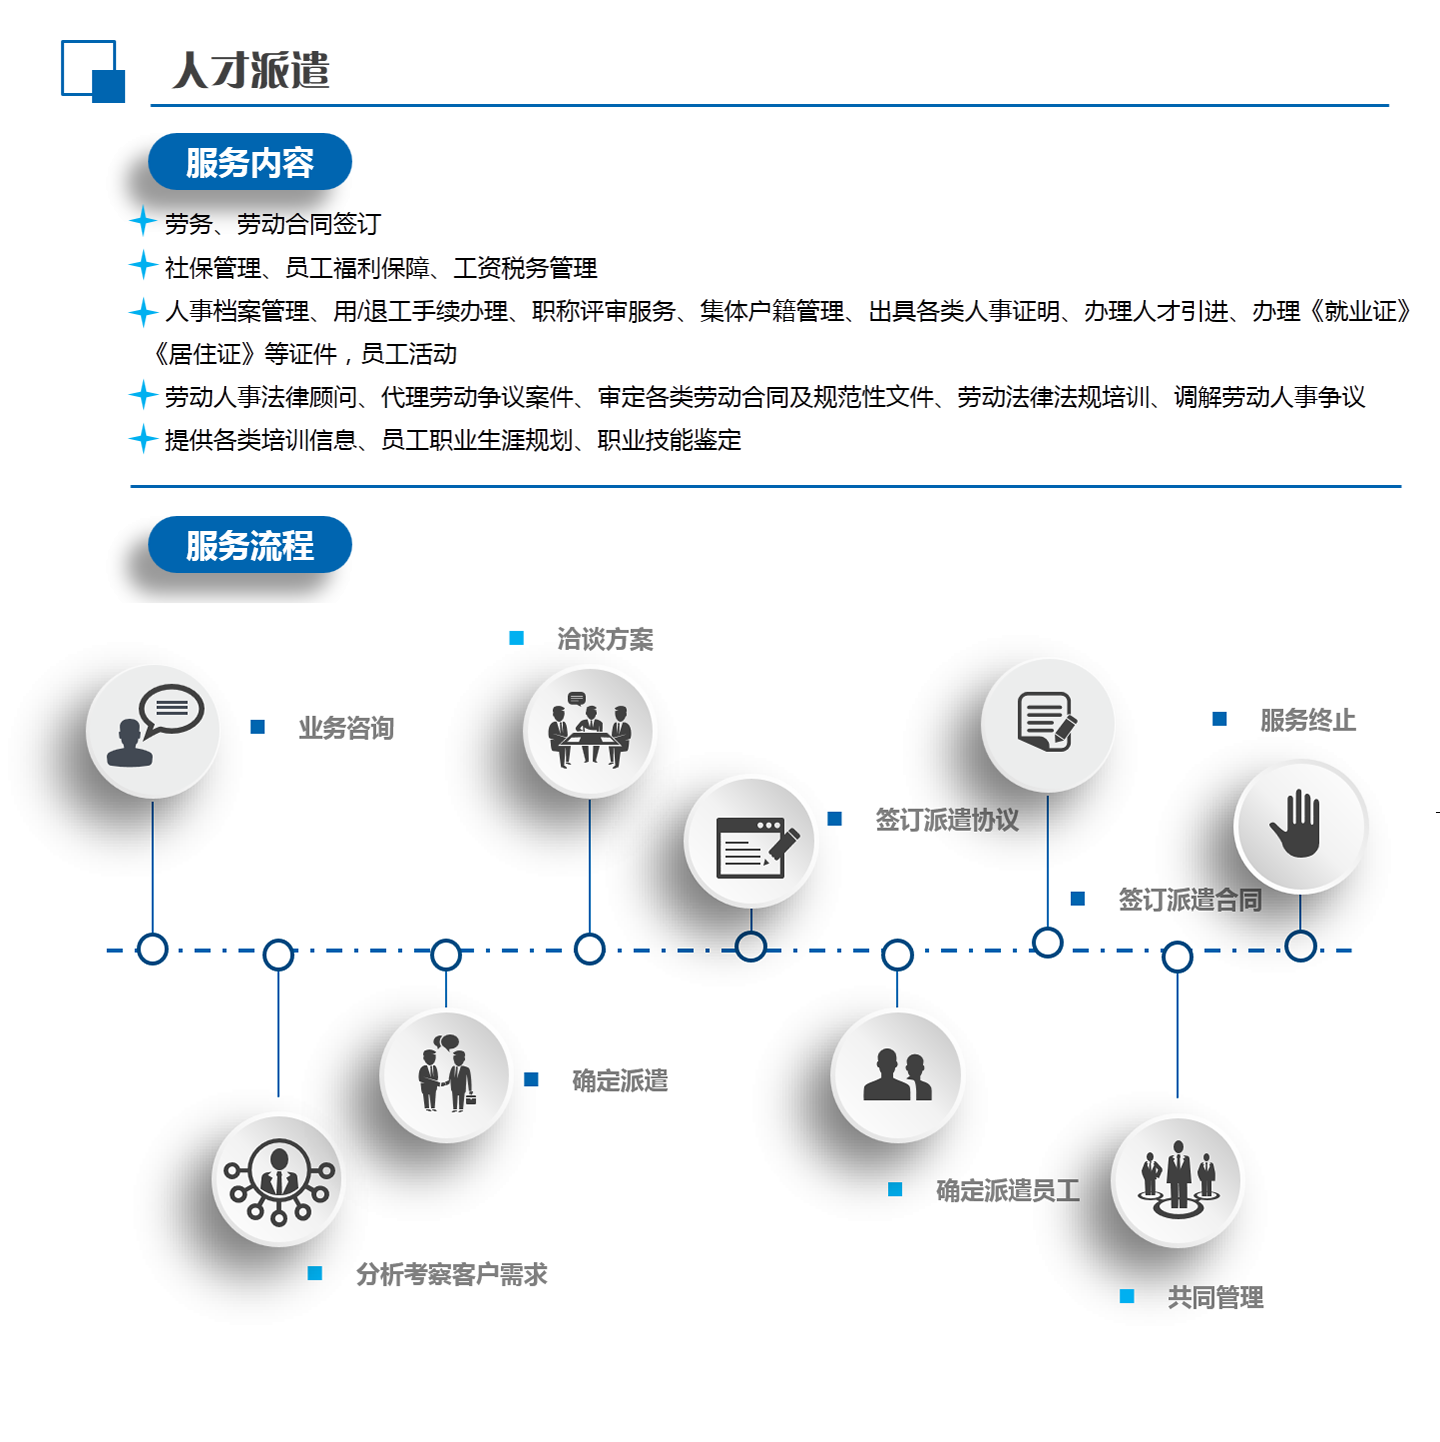 人才派遣
服务内容
劳务、劳动合同签订
社保管理、员工福利保障、工资税务管理
人事档案管理、用/退工手续办理、职称评审服务、集体户籍管理、出具各类人事证明、办理人才引进、办理《就业证》
《居住证》等证件，员工活动
劳动人事法律顾问、代理劳动争议案件、审定各类劳动合同及规范性文件、劳动法律法规培训、调解劳动人事争议
提供各类培训信息、员工职业生涯规划、职业技能鉴定
服务流程
业务咨询
分析考察客户需求
确定派遣
洽谈方案
签订派遣协议
确定派遣员工
签订派遣合同
共同管理
服务终止